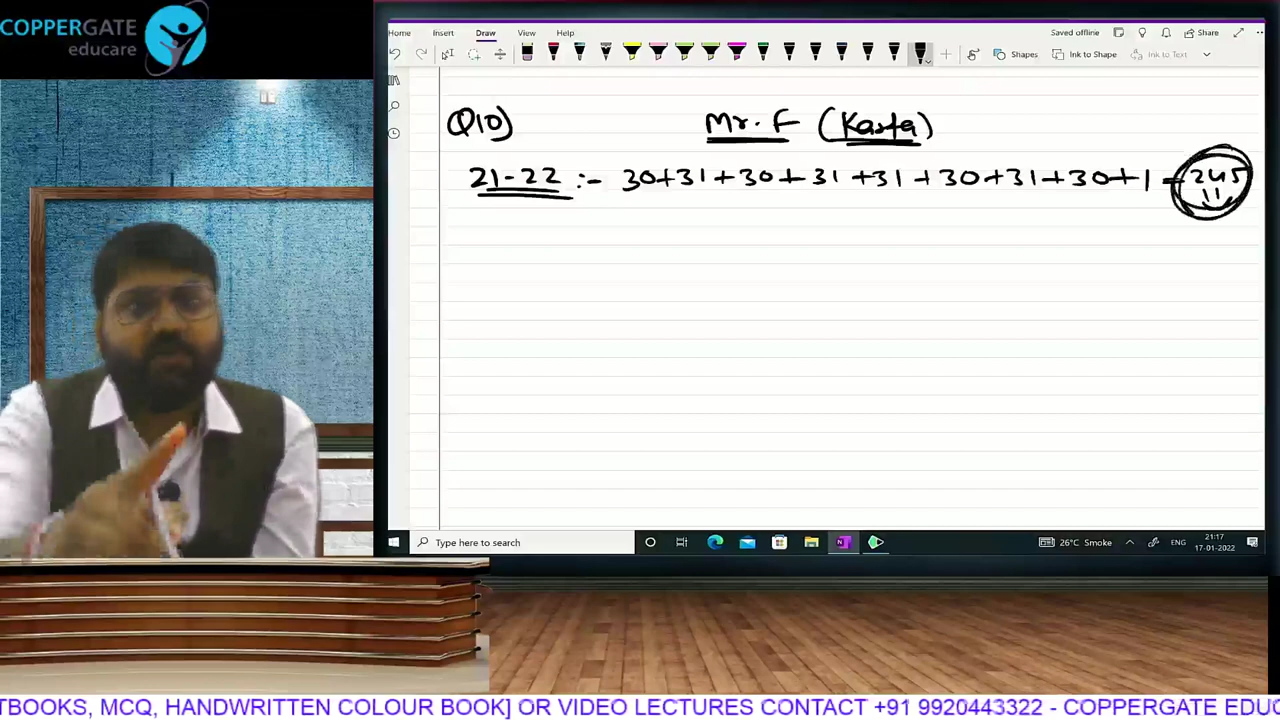 COPPERGATE
educare
Home Insert Draw View Help
Saved offline
Share
Shapes
Ink to Shape
Ink to Text
Q10) Mr. F (Karta)
21-22 :- 30+31+30+31+31+30+31+30+1 = 245
Type here to search
26°C Smoke
ENG
21:17
17-01-2022
TBOOKS, MCQ, HANDWRITTEN COLOUR BOOK] OR VIDEO LECTURES CONTACT +91 9920443322 - COPPERGATE EDUC